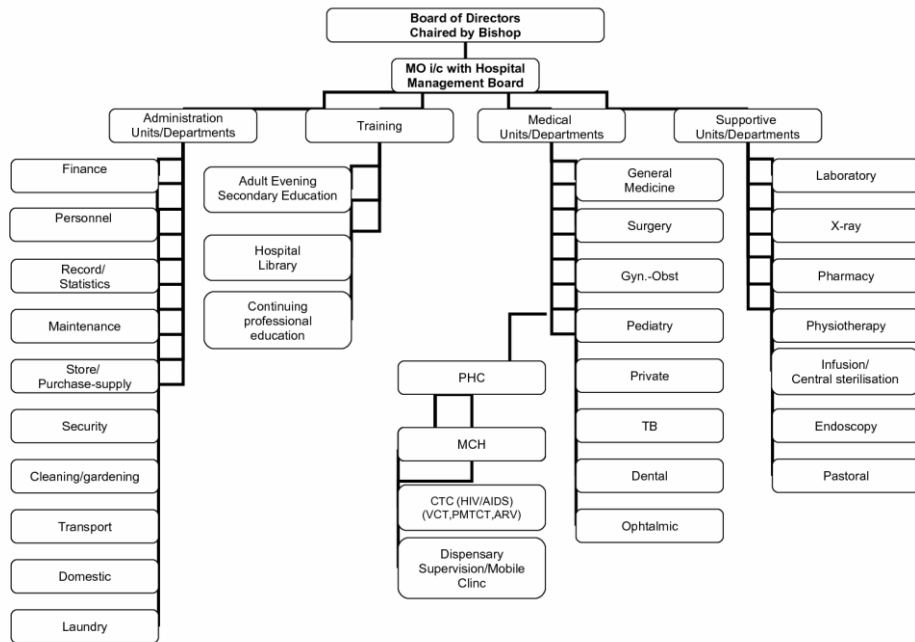 Board of Directors
Chaired by Bishop
MO i/c with Hospital
Management Board
Administration
Units/Departments
Training
Medical
Units/Departments
Supportive
Units/Departments
Finance
Personnel
Record/
Statistics
Maintenance
Store/
Purchase-supply
Security
Cleaning/gardening
Transport
Domestic
Laundry
Adult Evening
Secondary Education
Hospital
Library
Continuing
professional
education
General
Medicine
Surgery
Gyn.-Obst
Pediatry
Private
TB
Dental
Ophtalmic
PHC
MCH
CTC (HIV/AIDS)
(VCT,PMTCT,ARV)
Dispensary
Supervision/Mobile
Clinc
Laboratory
X-ray
Pharmacy
Physiotherapy
Infusion/
Central sterilisation
Endoscopy
Pastoral